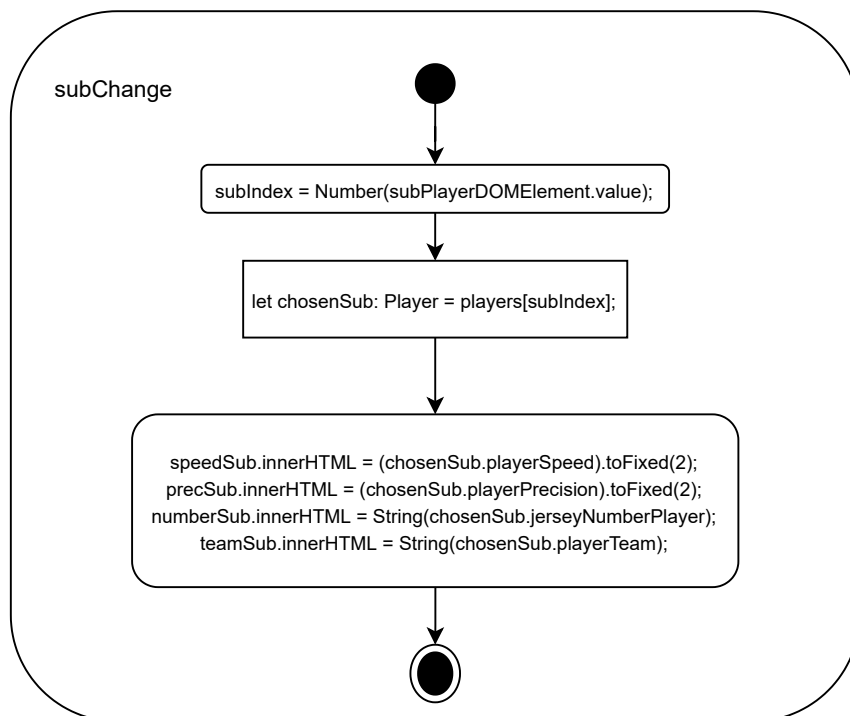 subChange
subIndex = Number(subPlayerDOMElement.value);
let chosenSub: Player = players[subIndex];
speedSub.innerHTML = (chosenSub.playerSpeed).toFixed(2);
precSub.innerHTML = (chosenSub.playerPrecision).toFixed(2);
numberSub.innerHTML = String(chosenSub.jerseyNumberPlayer);
teamSub.innerHTML = String(chosenSub.playerTeam);